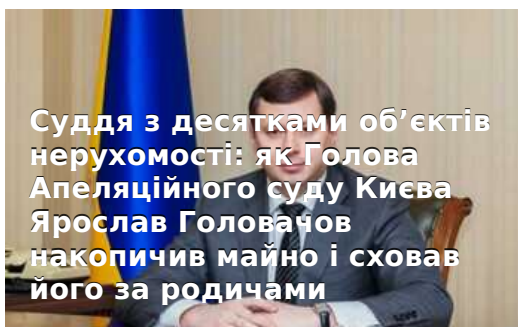 Суддя з десятками об’єктів
нерухомості: як Голова
Апеляційного суду Києва
Ярослав Головачов
накопичив майно і сховав
його за родичами